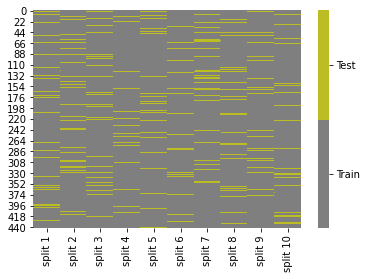 0
22
44
66
88
110
132
154
176
198
220
242
264
286
308
330
352
374
396
418
440
split 1
split 2
split 3
split 4
split 5
split 6
split 7
split 8
split 9
split 10
Test
Train